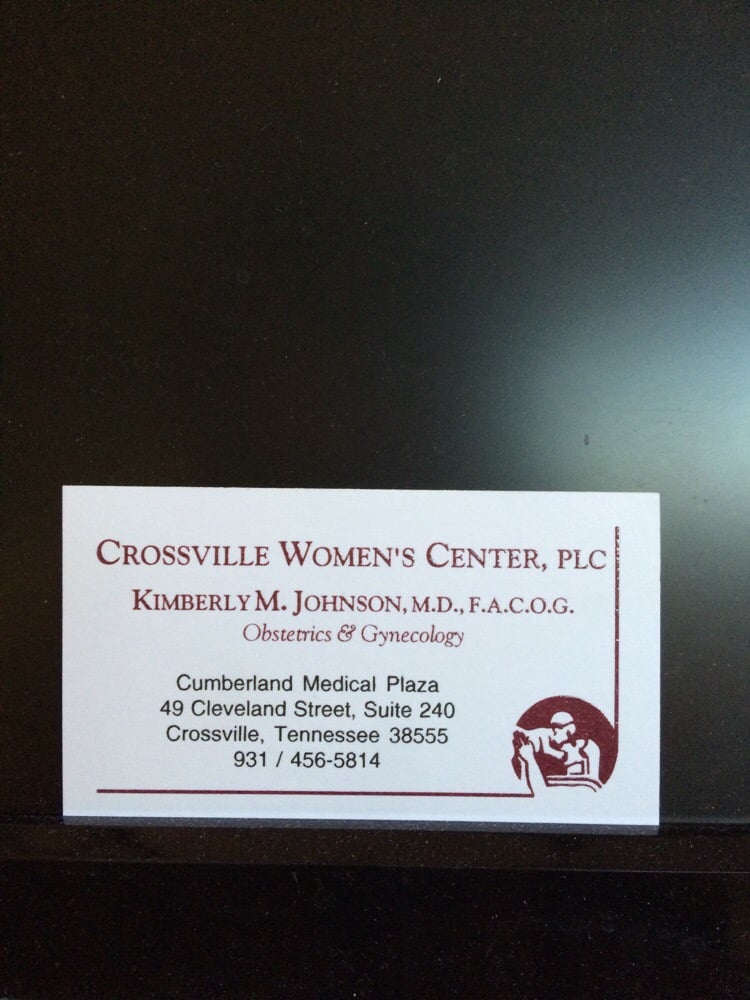 CROSSVILLE WOMEN'S CENTER, PLC
KIMBERLY M. JOHNSON, M.D., F.A.C.O.G.
Obstetrics & Gynecology
Cumberland Medical Plaza
49 Cleveland Street, Suite 240
Crossville, Tennessee 38555
931 / 456-5814